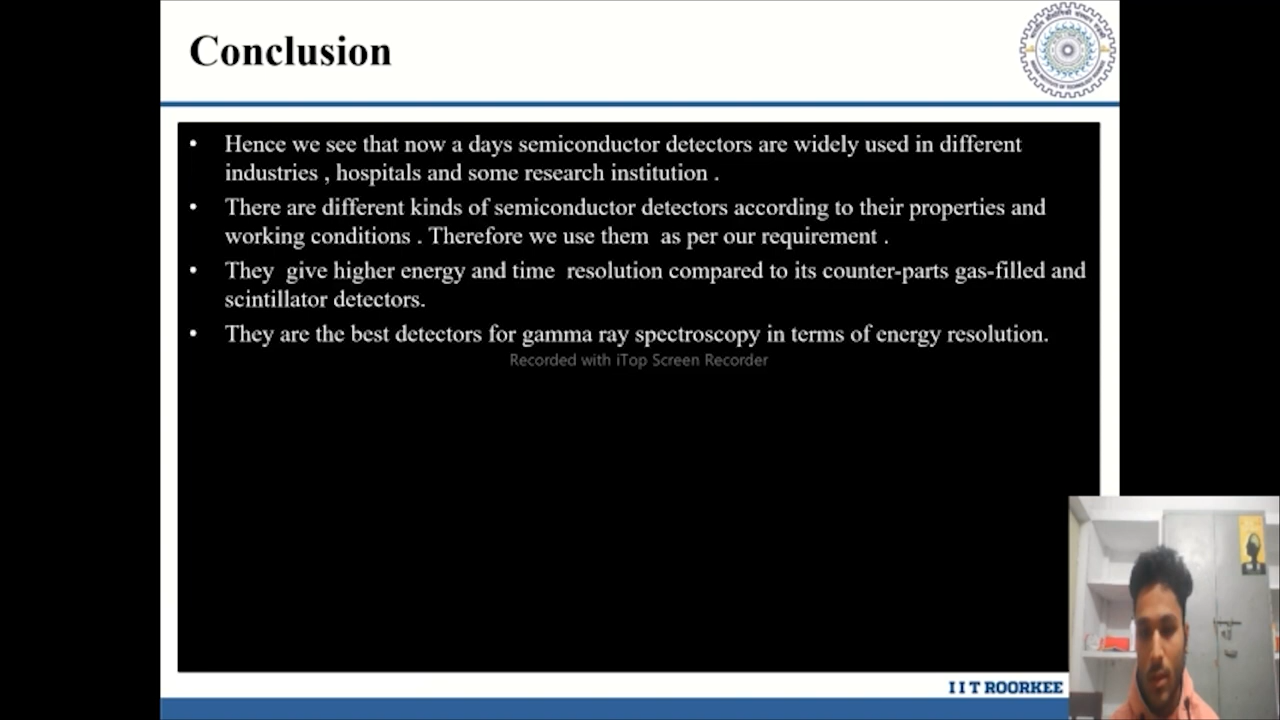 Conclusion
• Hence we see that now a days semiconductor detectors are widely used in different
industries , hospitals and some research institution .
• There are different kinds of semiconductor detectors according to their properties and
working conditions . Therefore we use them  as per our requirement .
• They  give higher energy and time  resolution compared to its counter-parts gas-filled and
scintillator detectors.
• They are the best detectors for gamma ray spectroscopy in terms of energy resolution.
Recorded with iTop Screen Recorder
I I T ROORKEE